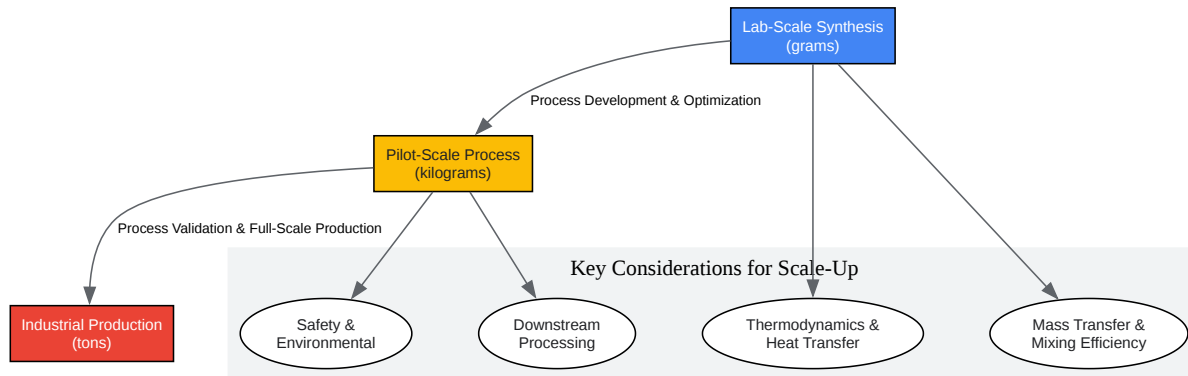 Lab-Scale Synthesis
(grams)
Process Development & Optimization
Pilot-Scale Process
(kilograms)
Process Validation & Full-Scale Production
Key Considerations for Scale-Up
Industrial Production
(tons)
Safety &
Environmental
Downstream
Processing
Thermodynamics &
Heat Transfer
Mass Transfer &
Mixing Efficiency